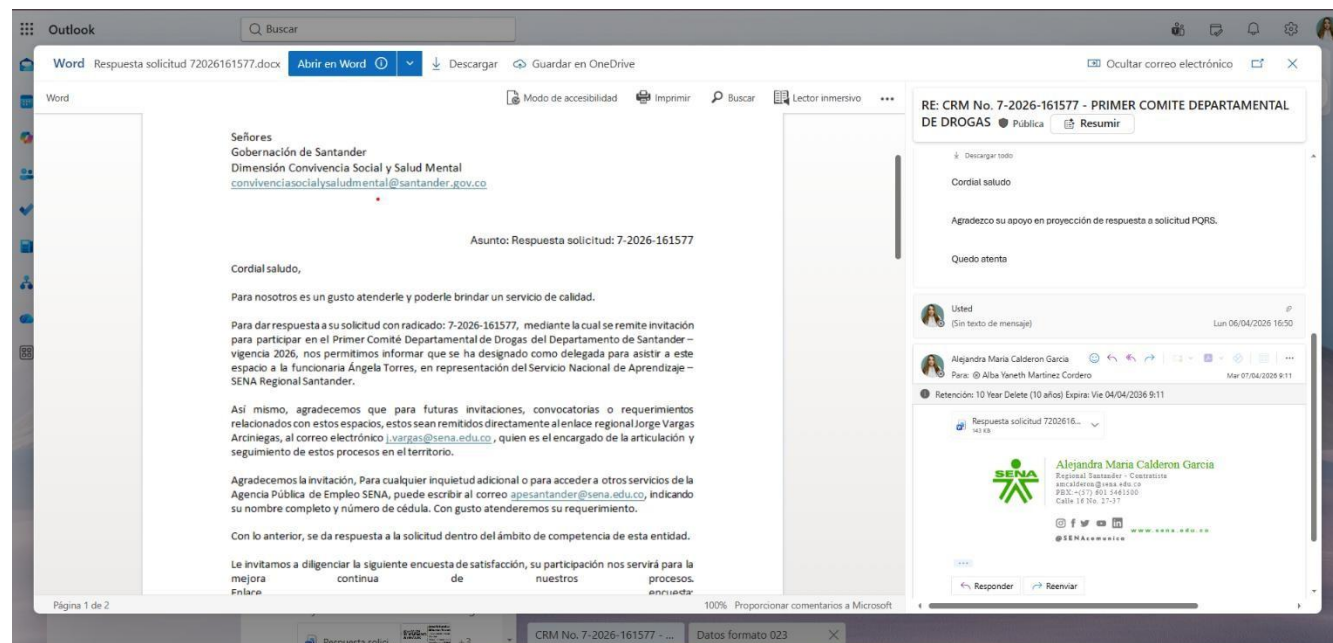 Outlook
Buscar
Word Respuesta solicitud 72026161577.docx Abrir en Word Descargar Guardar en OneDrive Ocultar correo electrónico
Word Modo de accesibilidad Imprimir Buscar Lector inmersivo
Señores
Gobernación de Santander
Dimensión Convivencia Social y Salud Mental
convivenciasocialysaludmental@santander.gov.co
Asunto: Respuesta solicitud: 7-2026-161577
Cordial saludo,
Para nosotros es un gusto atenderle y poderle brindar un servicio de calidad.
Para dar respuesta a su solicitud con radicado: 7-2026-161577, mediante la cual se remite invitación
para participar en el Primer Comité Departamental de Drogas del Departamento de Santander –
vigencia 2026, nos permitimos informar que se ha designado como delegada para asistir a este
espacio a la funcionaria Ángela Torres, en representación del Servicio Nacional de Aprendizaje –
SENA Regional Santander.
Así mismo, agradecemos que para futuras invitaciones, convocatorias o requerimientos
relacionados con estos espacios, estos sean remitidos directamente al enlace regional Jorge Vargas
Arciniegas, al correo electrónico j.vargas@sena.edu.co , quien es el encargado de la articulación y
seguimiento de estos procesos en el territorio.
Agradecemos la invitación, Para cualquier inquietud adicional o para acceder a otros servicios de la
Agencia Pública de Empleo SENA, puede escribir al correo apesantander@sena.edu.co, indicando
su nombre completo y número de cédula. Con gusto atenderemos su requerimiento.
Con lo anterior, se da respuesta a la solicitud dentro del ámbito de competencia de esta entidad.
Le invitamos a diligenciar la siguiente encuesta de satisfacción, su participación nos servirá para la
mejora continua de nuestros procesos.
Enlace encuesta:
Página 1 de 2
100% Proporcionar comentarios a Microsoft
RE: CRM No. 7-2026-161577 - PRIMER COMITE DEPARTAMENTAL
DE DROGAS Pública Resumir
Descargar todo
Cordial saludo
Agradezco su apoyo en proyección de respuesta a solicitud PQRS.
Quedo atenta
Usted
(Sin texto de mensaje) Lun 06/04/2026 16:50
Alejandra Maria Calderon Garcia
Para: Alba Yaneth Martinez Cordero Mar 07/04/2026 9:11
Retención: 10 Year Delete (10 años) Expira: Vie 04/04/2036 9:11
Respuesta solicitud 7202616...
143 KB
SENA
Alejandra Maria Calderon Garcia
Regional Santander - Contratista
amcalderon@sena.edu.co
PBX:+(57) 601 5461500
Calle 16 No. 27-37
www.sena.edu.co
@SENAcomunica
Responder Reenviar
Respuesta solici... +2
CRM No. 7-2026-161577 - ...
Datos formato 023